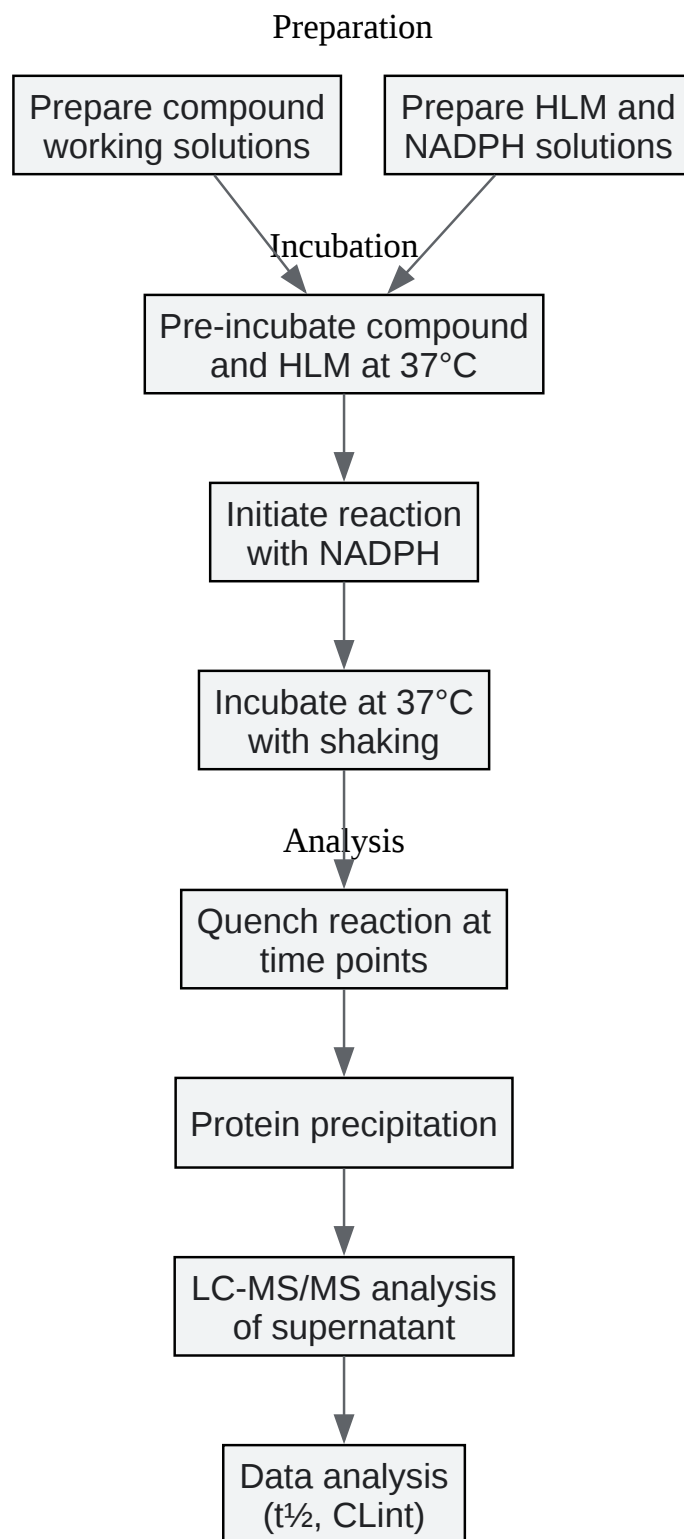 Preparation
Prepare compound
working solutions
Prepare HLM and
NADPH solutions
Incubation
Pre-incubate compound
and HLM at 37°C
Initiate reaction
with NADPH
Incubate at 37°C
with shaking
Analysis
Quench reaction at
time points
Protein precipitation
LC-MS/MS analysis
of supernatant
Data analysis
(t½, CLint)